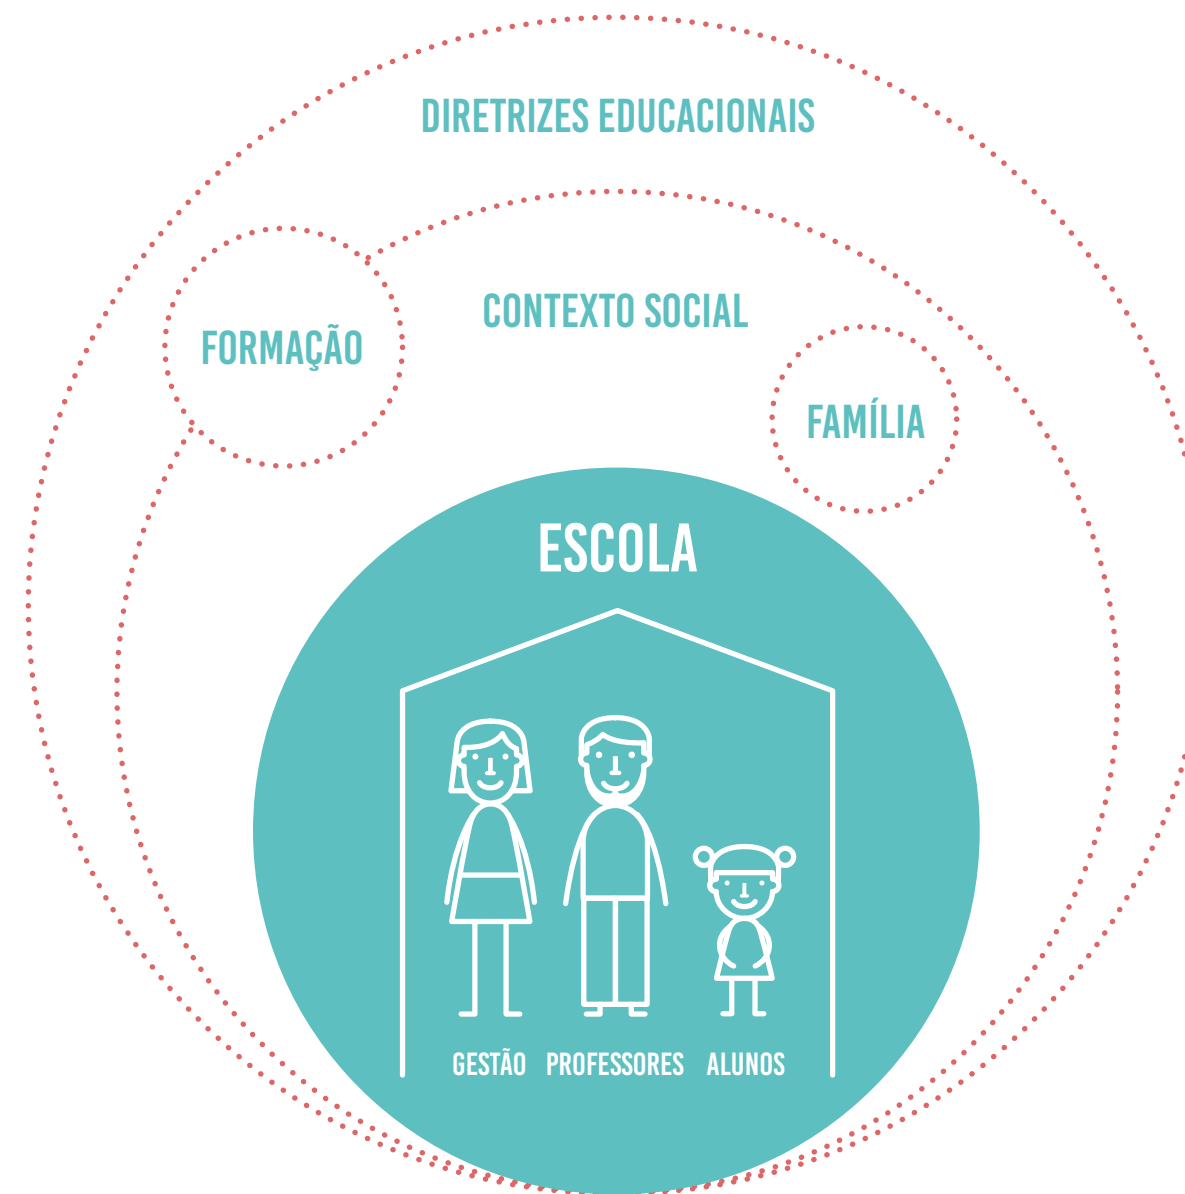 DIRETRIZES EDUCACIONAIS
CONTEXTO SOCIAL
FORMAÇÃO
FAMÍLIA
ESCOLA
GESTÃO PROFESSORES ALUNOS